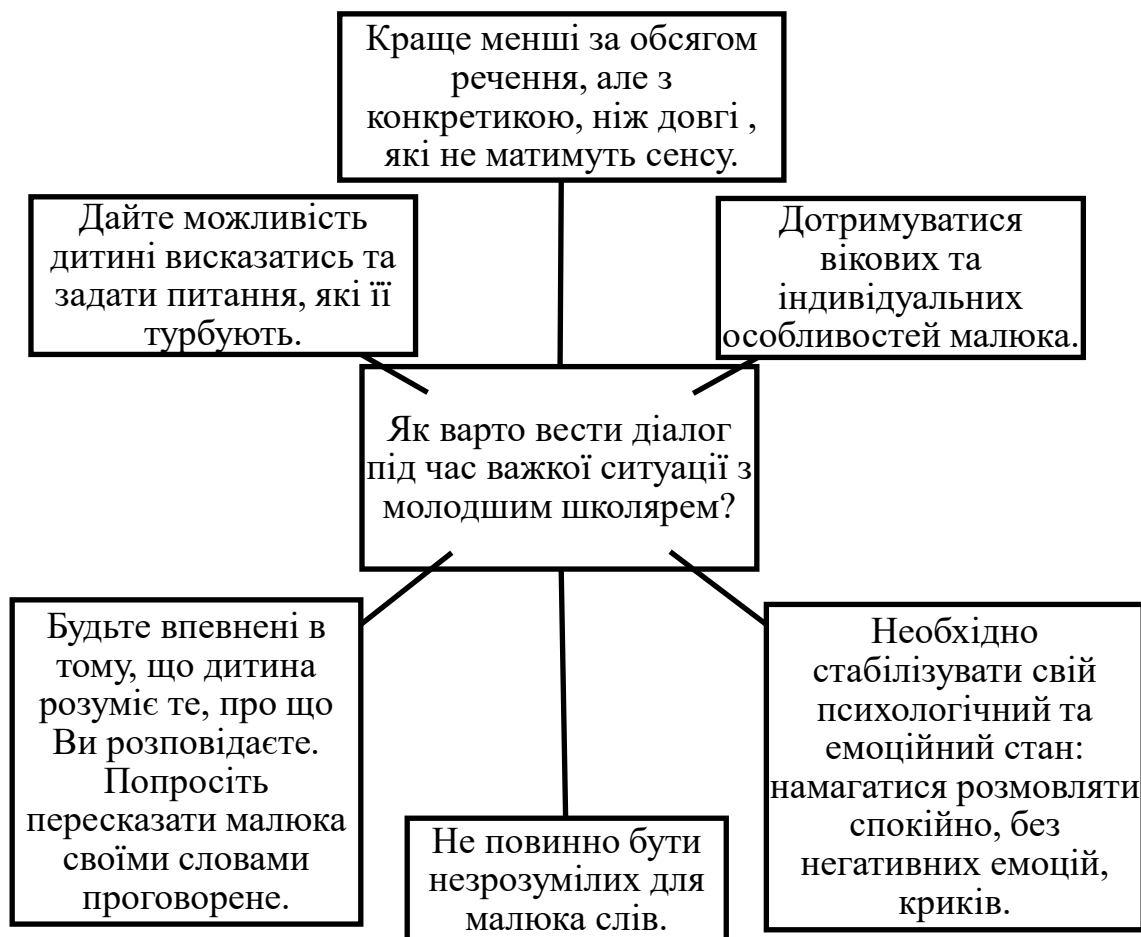 Краще менші за обсягом
речення, але з
конкретикою, ніж довгі ,
які не матимуть сенсу.
Дайте можливість
дитині висказатись та
задати питання, які її
турбують.
Дотримуватися
вікових та
індивідуальних
особливостей малюка.
Як варто вести діалог
під час важкої ситуації з
молодшим школярем?
Будьте впевнені в
тому, що дитина
розуміє те, про що
Ви розповідаєте.
Попросіть
пересказати малюка
своїми словами
проговорене.
Не повинно бути
незрозумілих для
малюка слів.
Необхідно
стабілізувати свій
психологічний та
емоційний стан:
намагатися розмовляти
спокійно, без
негативних емоцій,
криків.